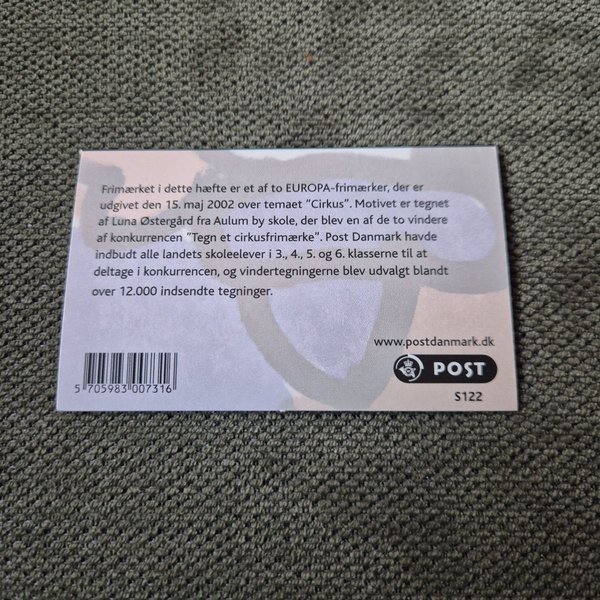 Frimærket i dette hæfte er et af to EUROPA-frimærker, der er
udgivet den 15. maj 2002 over temaet "Cirkus". Motivet er tegnet
af Luna Østergård fra Aulum by skole, der blev en af de to vindere
af konkurrencen "Tegn et cirkusfrimærke". Post Danmark havde
indbudt alle landets skoleelever i 3., 4., 5. og 6. klasserne til at
deltage i konkurrencen, og vindertegningerne blev udvalgt blandt
over 12.000 indsendte tegninger.
www.postdanmark.dk
POST
S122
5 705983 007316